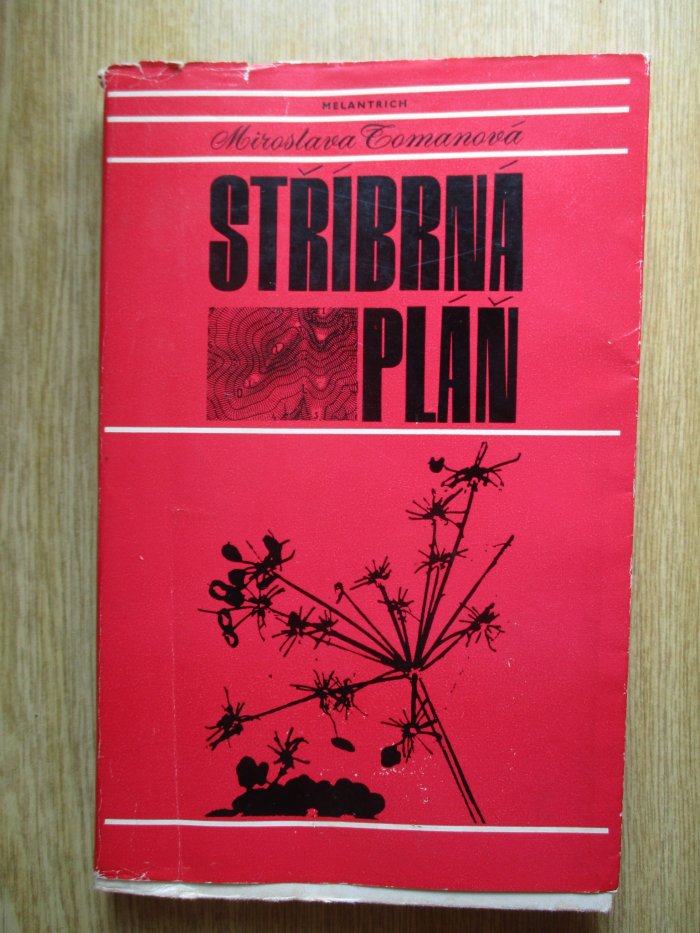 MELANTRICH
Miroslava Tomanová
STŘÍBRNÁ
PLÁŇ